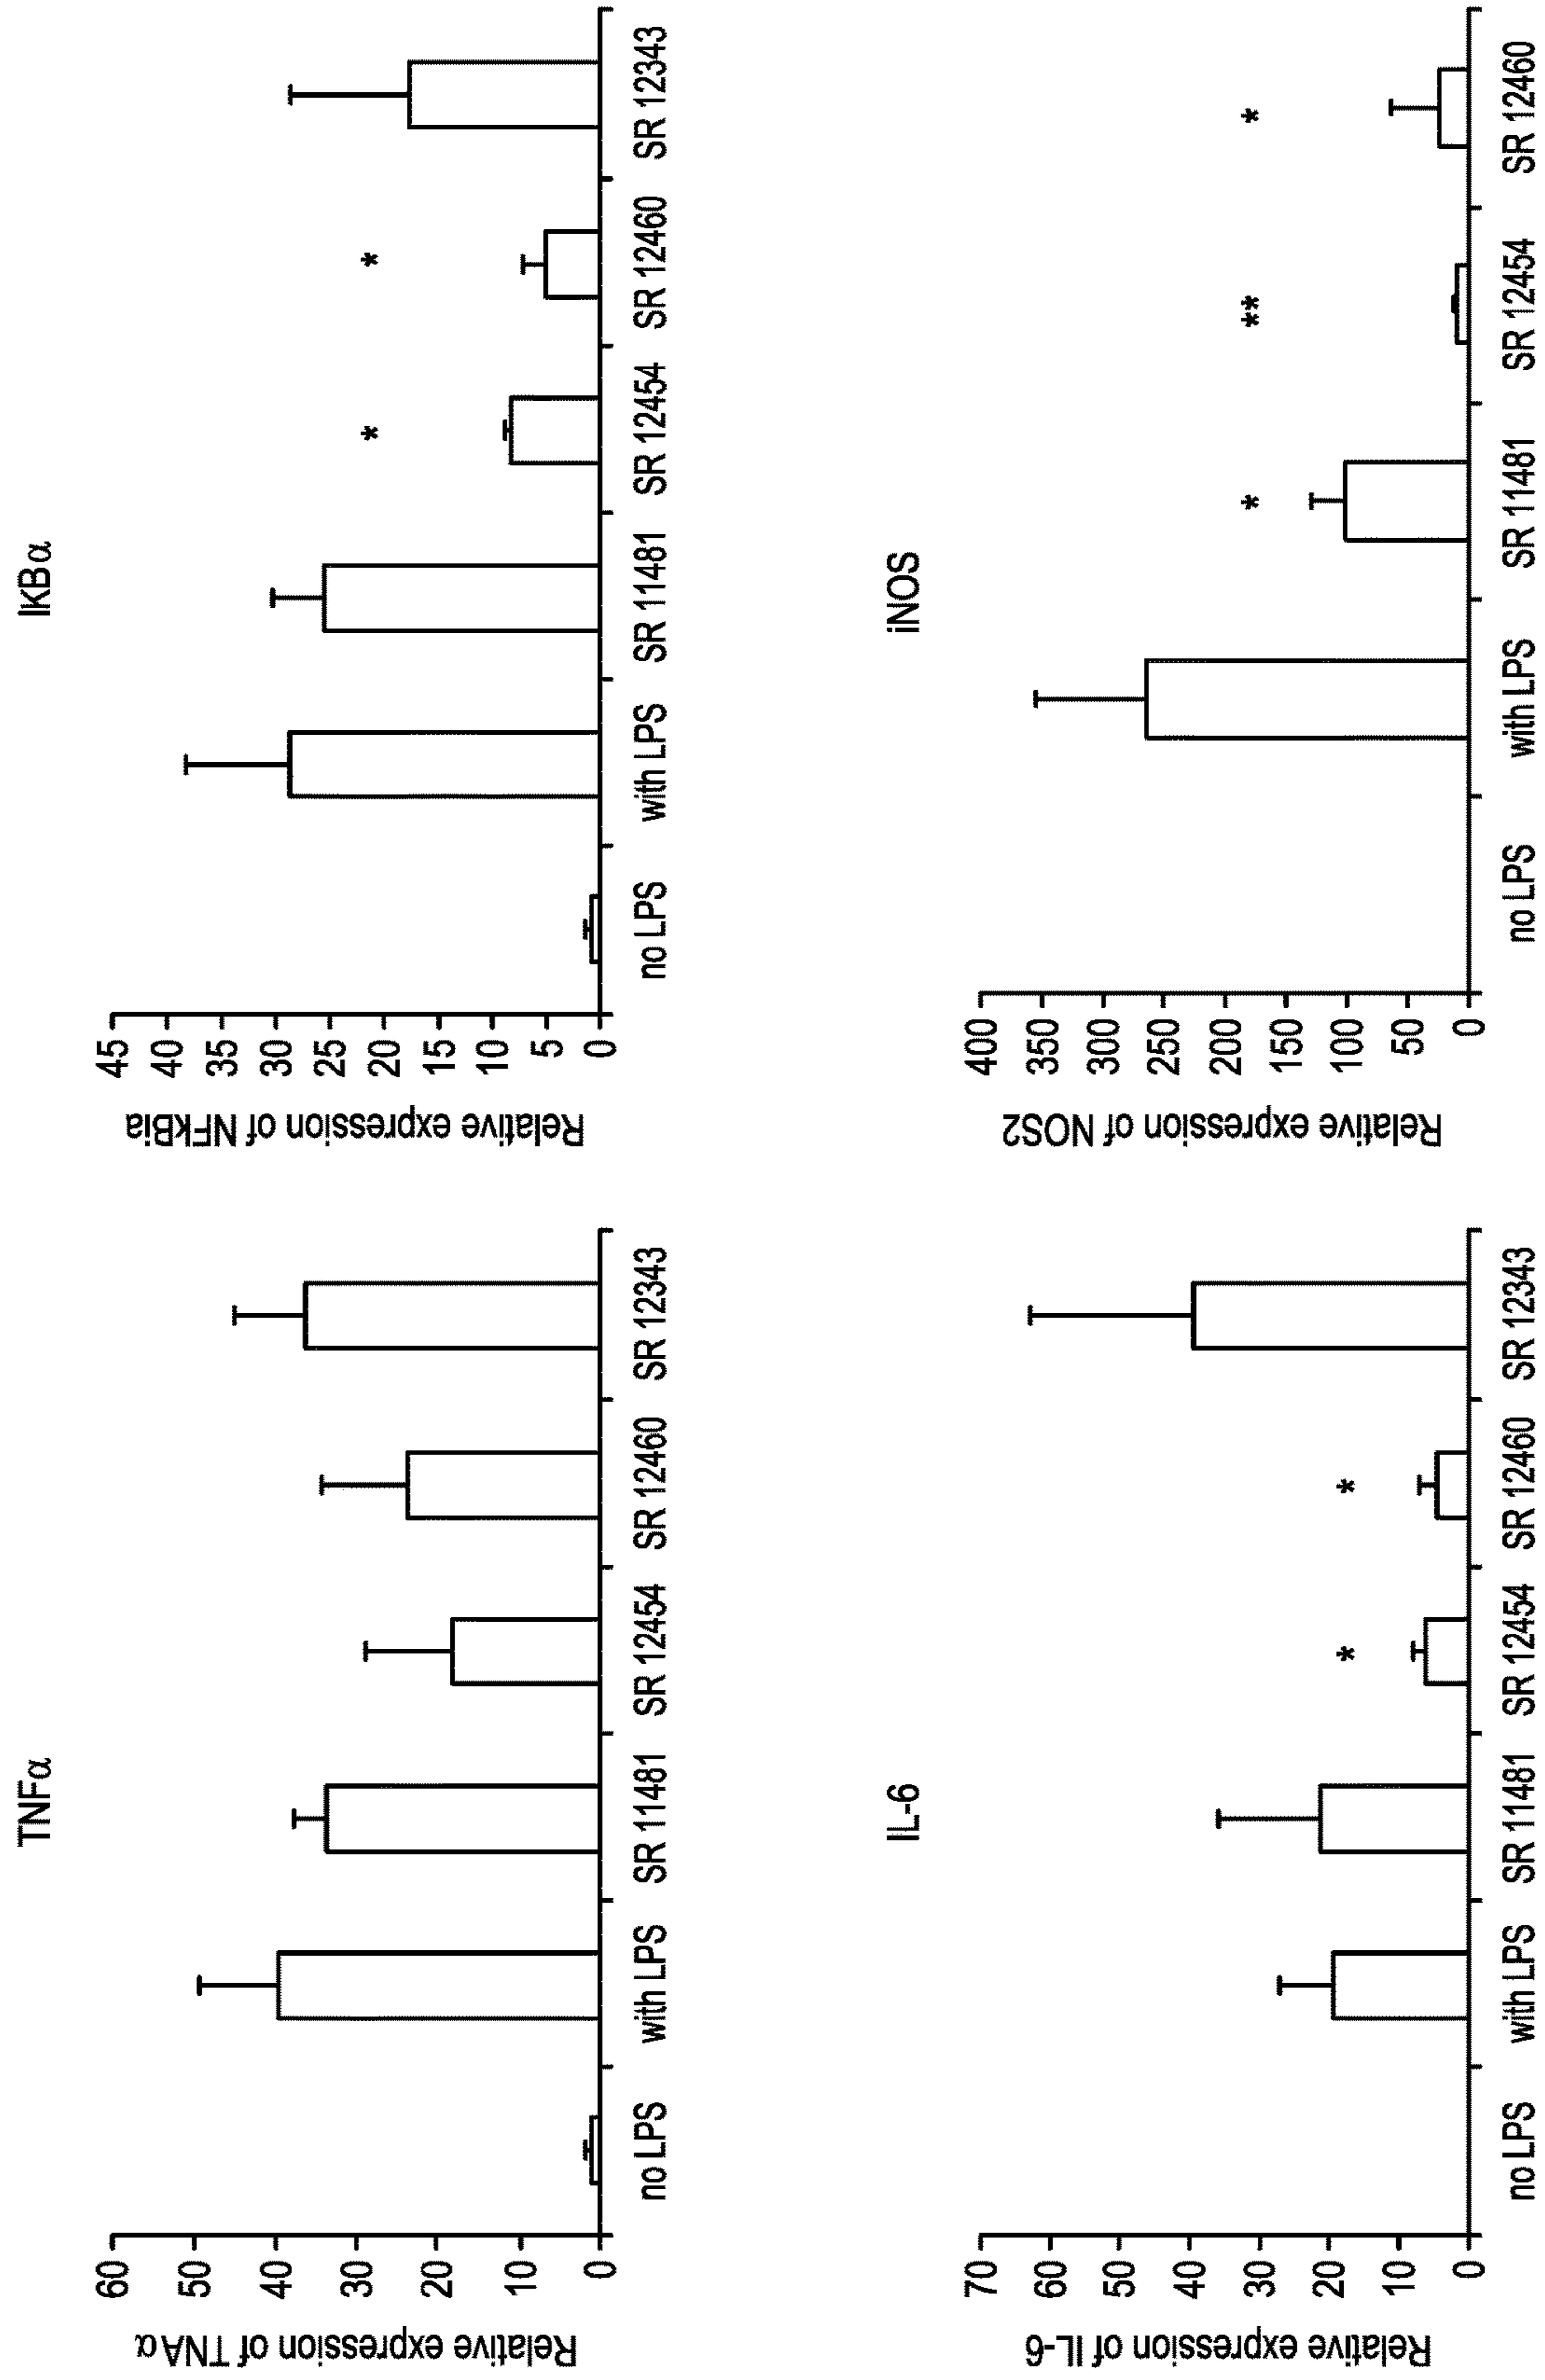 TNFα
Relative expression of TNAα
60
50
40
30
20
10
0
no LPS
with LPS
SR 11481
SR 12454
SR 12460
SR 12343
IKBα
Relative expression of NFkBia
45
40
35
30
25
20
15
10
5
0
*
*
no LPS
with LPS
SR 11481
SR 12454
SR 12460
SR 12343
IL-6
Relative expression of IL-6
70
60
50
40
30
20
10
0
*
*
no LPS
with LPS
SR 11481
SR 12454
SR 12460
SR 12343
iNOS
Relative expression of NOS2
400
350
300
250
200
150
100
50
0
*
**
*
no LPS
with LPS
SR 11481
SR 12454
SR 12460